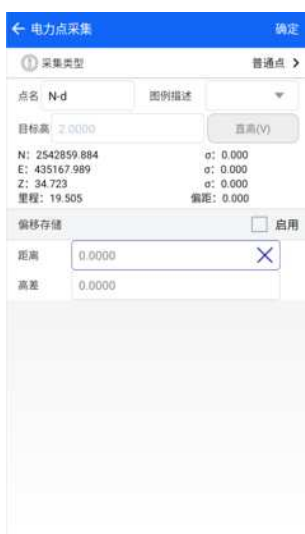 电力点采集 确定
采集类型 普通点
点名 N-d 图例描述
目标高 2.0000 直高(V)
N: 2542859.884 σ: 0.000
E: 435167.989 σ: 0.000
Z: 34.723 σ: 0.000
里程: 19.505 偏距: 0.000
偏移存储 启用
距离 0.0000
高差 0.0000